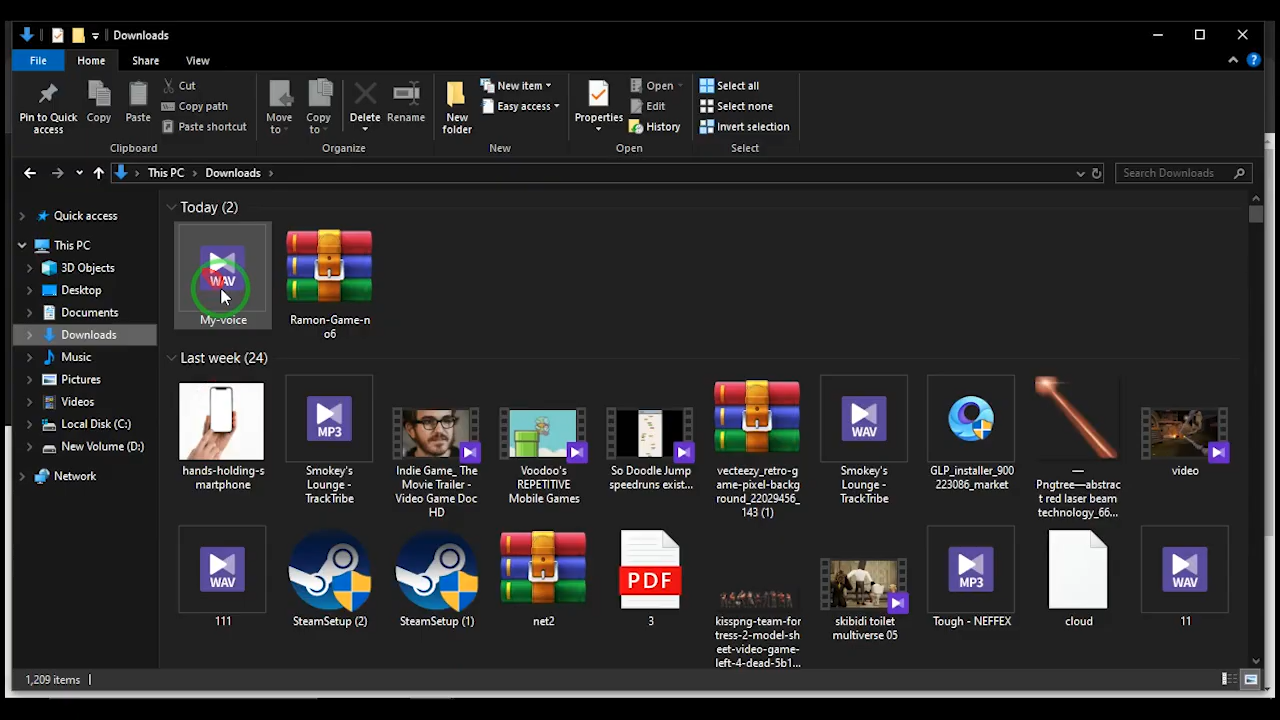 Downloads
File Home Share View
Pin to Quick access
Copy
Paste
Cut
Copy path
Paste shortcut
Clipboard
Move to
Copy to
Delete
Rename
Organize
New folder
New item
Easy access
New
Properties
Open
Edit
History
Open
Select all
Select none
Invert selection
Select
This PC > Downloads >
Search Downloads
Quick access
This PC
3D Objects
Desktop
Documents
Downloads
Music
Pictures
Videos
Local Disk (C:)
New Volume (D:)
Network
Today (2)
WAV
My-voice
Ramon-Game-n
o6
Last week (24)
hands-holding-s
martphone
MP3
Smokey's
Lounge -
TrackTribe
Indie Game_ The
Movie Trailer -
Video Game Doc
HD
Voodoo's
REPETITIVE
Mobile Games
So Doodle Jump
speedruns exist...
vecteezy_retro-g
ame-pixel-backg
round_22029456_
143 (1)
WAV
Smokey's
Lounge -
TrackTribe
GLP_installer_900
223086_market
—
Pngtree—abstra
ct red laser beam
technology_66...
video
WAV
111
SteamSetup (2)
SteamSetup (1)
net2
PDF
3
kisspng-team-for
tress-2-model-sh
eet-video-game-
left-4-dead-5b1...
skibidi toilet
multiverse 05
MP3
Tough - NEFFEX
cloud
WAV
11
1,209 items